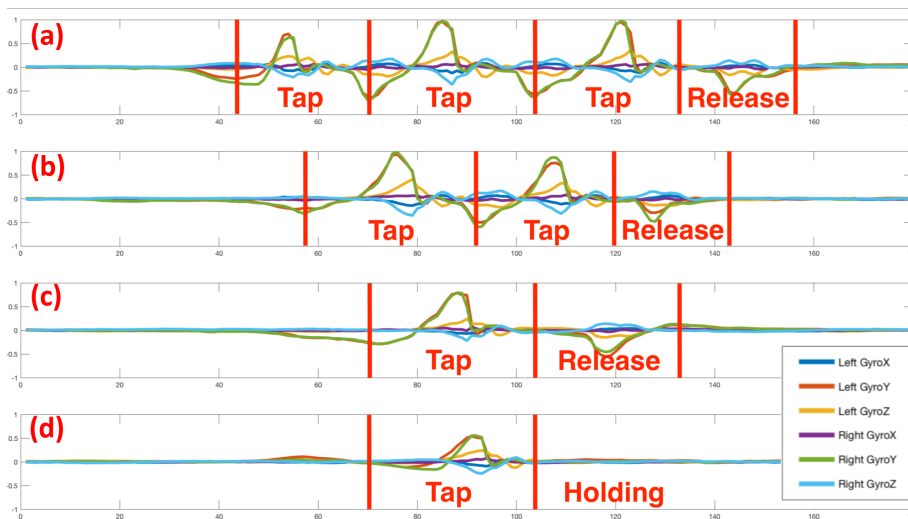 (a)
1
0.5
0
-0.5
-1
Tap Tap Tap Release
0 20 40 60 80 100 120 140 160
(b)
1
0.5
0
-0.5
-1
Tap Tap Release
0 20 40 60 80 100 120 140 160
(c)
1
0.5
0
-0.5
-1
Tap Release
0 20 40 60 80 100 120
(d)
1
0.5
0
-0.5
-1
Tap Holding
0 20 40 60 80 100 120 140 160
Left GyroX
Left GyroY
Left GyroZ
Right GyroX
Right GyroY
Right GyroZ